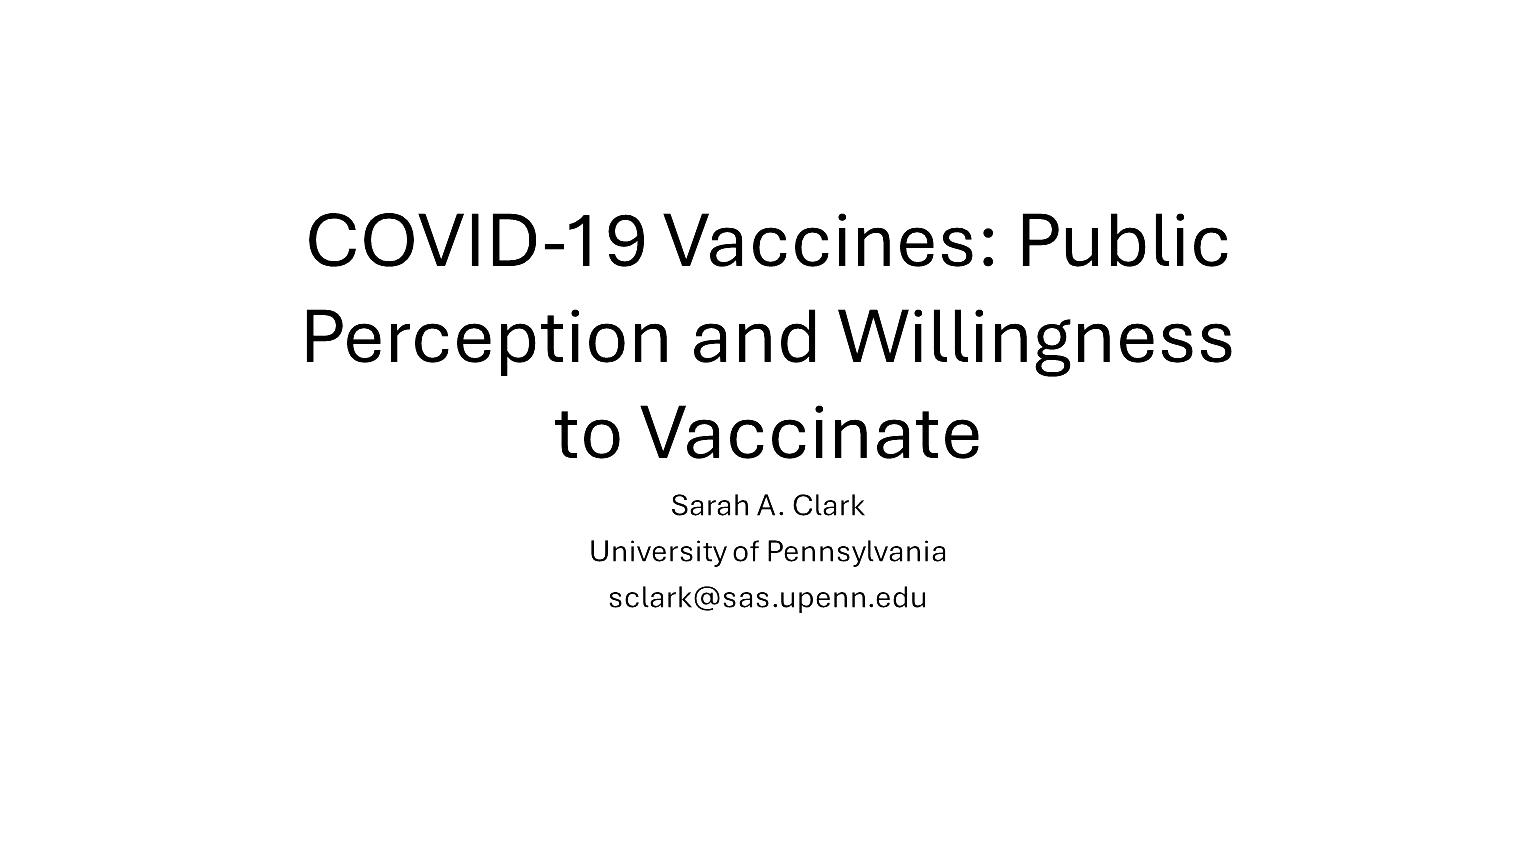 COVID-19 Vaccines: Public
Perception and Willingness
to Vaccinate
Sarah A. Clark
University of Pennsylvania
sclark@sas.upenn.edu